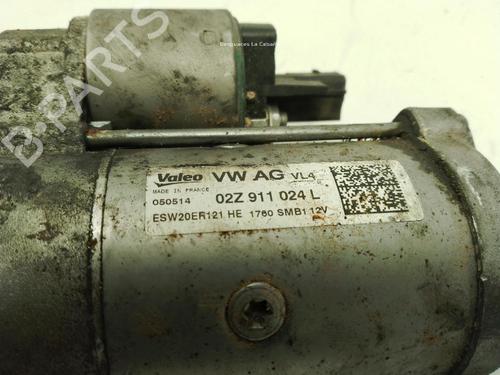 Desguaces La Cabaña
B-PARTS
Valeo VW AG VL4
MADE IN FRANCE
050514 02Z 911 024 L
ESW20ER121 HE 1760 SMB1 12V